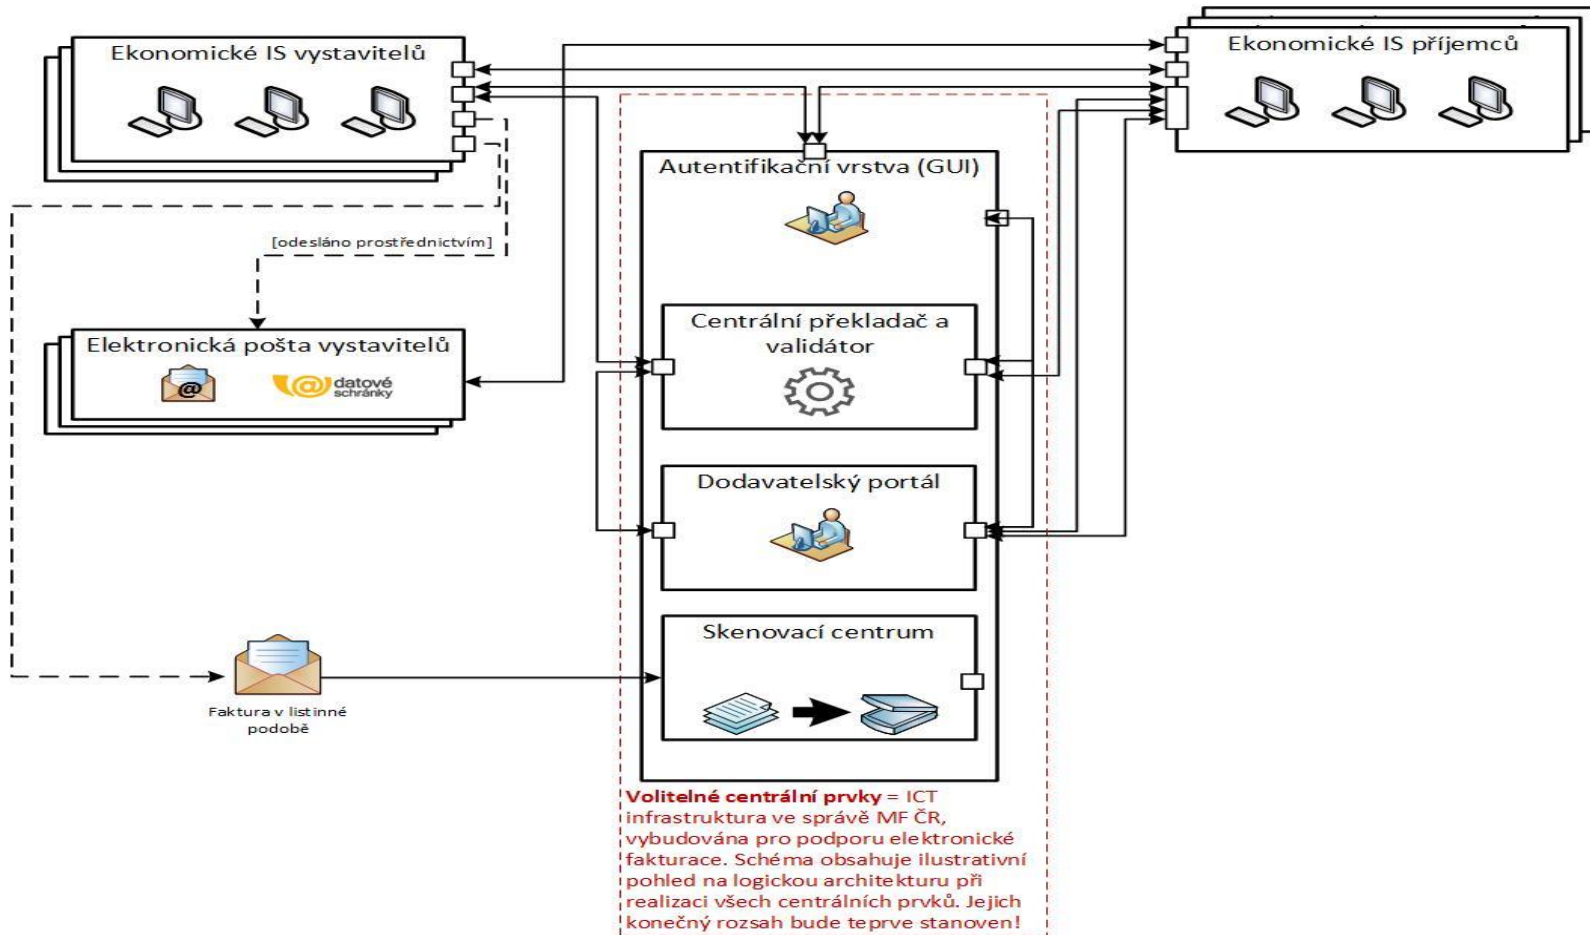 Ekonomické IS vystavitelů
Ekonomické IS příjemců
Autentifikační vrstva (GUI)
[odesláno prostřednictvím]
Centrální překladač a
validátor
Elektronická pošta vystavitelů
@
datové
schránky
Dodavatelský portál
Skenovací centrum
Faktura v listinné
podobě
Volitelné centrální prvky = ICT
infrastruktura ve správě MF ČR,
vybudována pro podporu elektronické
fakturace. Schéma obsahuje ilustrativní
pohled na logickou architekturu při
realizaci všech centrálních prvků. Jejich
konečný rozsah bude teprve stanoven!